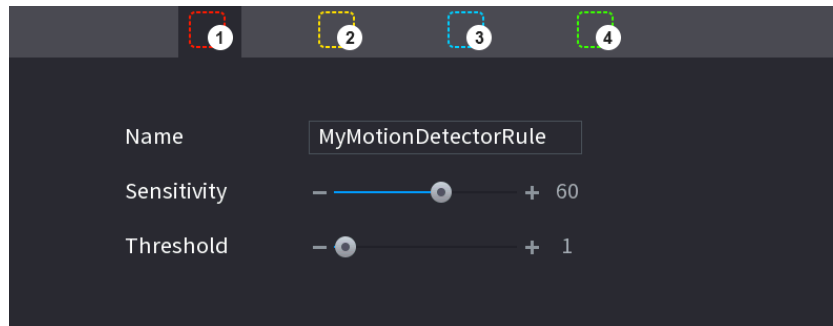 1 2 3 4
Name MyMotionDetectorRule
Sensitivity − + 60
Threshold − + 1